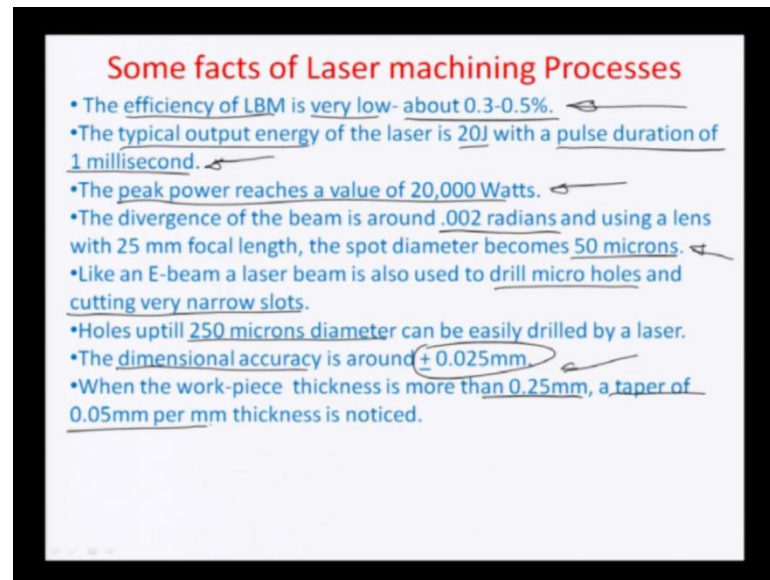 Some facts of Laser machining Processes
• The efficiency of LBM is very low- about 0.3-0.5%.
•The typical output energy of the laser is 20J with a pulse duration of
1 millisecond.
•The peak power reaches a value of 20,000 Watts.
•The divergence of the beam is around .002 radians and using a lens
with 25 mm focal length, the spot diameter becomes 50 microns.
•Like an E-beam a laser beam is also used to drill micro holes and
cutting very narrow slots.
•Holes uptill 250 microns diameter can be easily drilled by a laser.
•The dimensional accuracy is around ± 0.025mm.
•When the work-piece thickness is more than 0.25mm, a taper of
0.05mm per mm thickness is noticed.